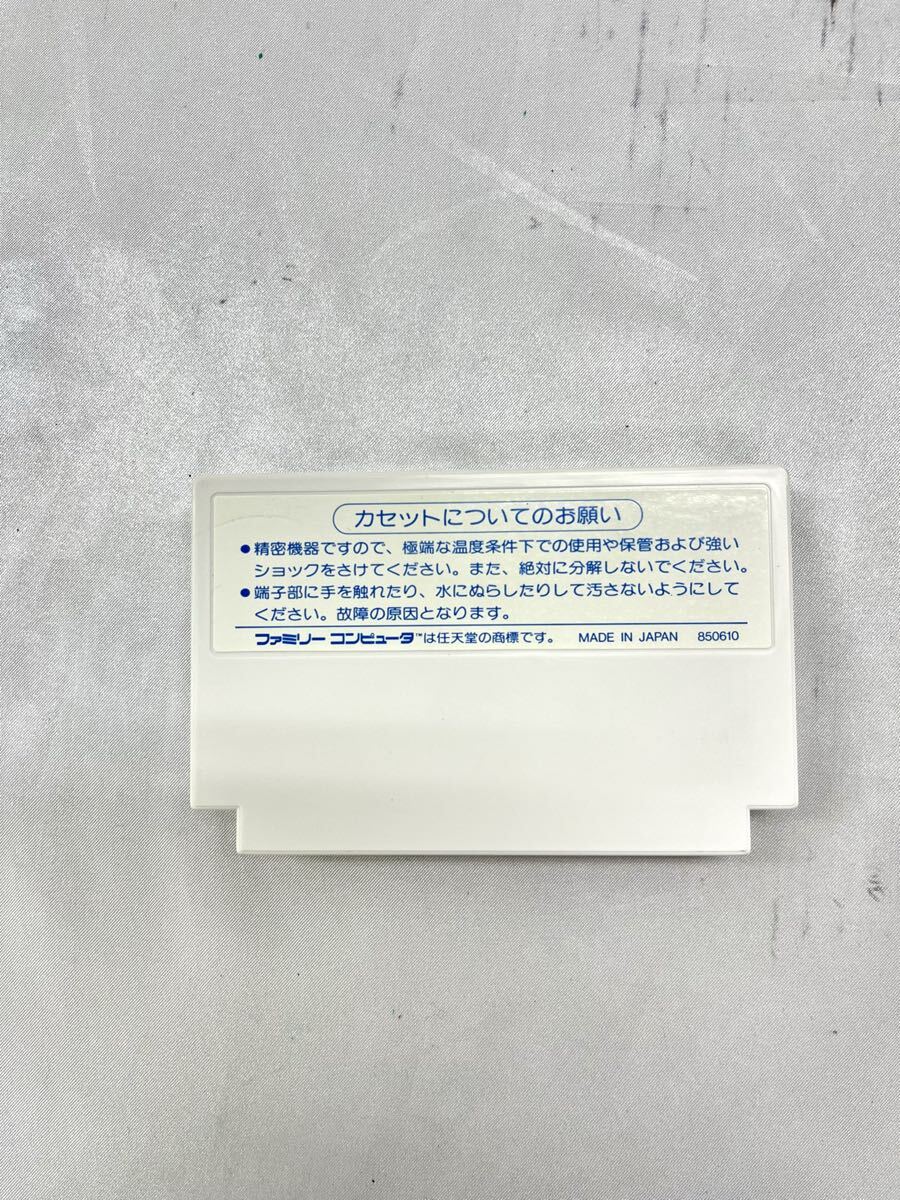 カセットについてのお願い
●精密機器ですので、極端な温度条件下での使用や保管および強い
ショックをさけてください。また、絶対に分解しないでください。
●端子部に手を触れたり、水にぬらしたりして汚さないようにして
ください。故障の原因となります。
ファミリー コンピュータ™は任天堂の商標です。 MADE IN JAPAN 850610